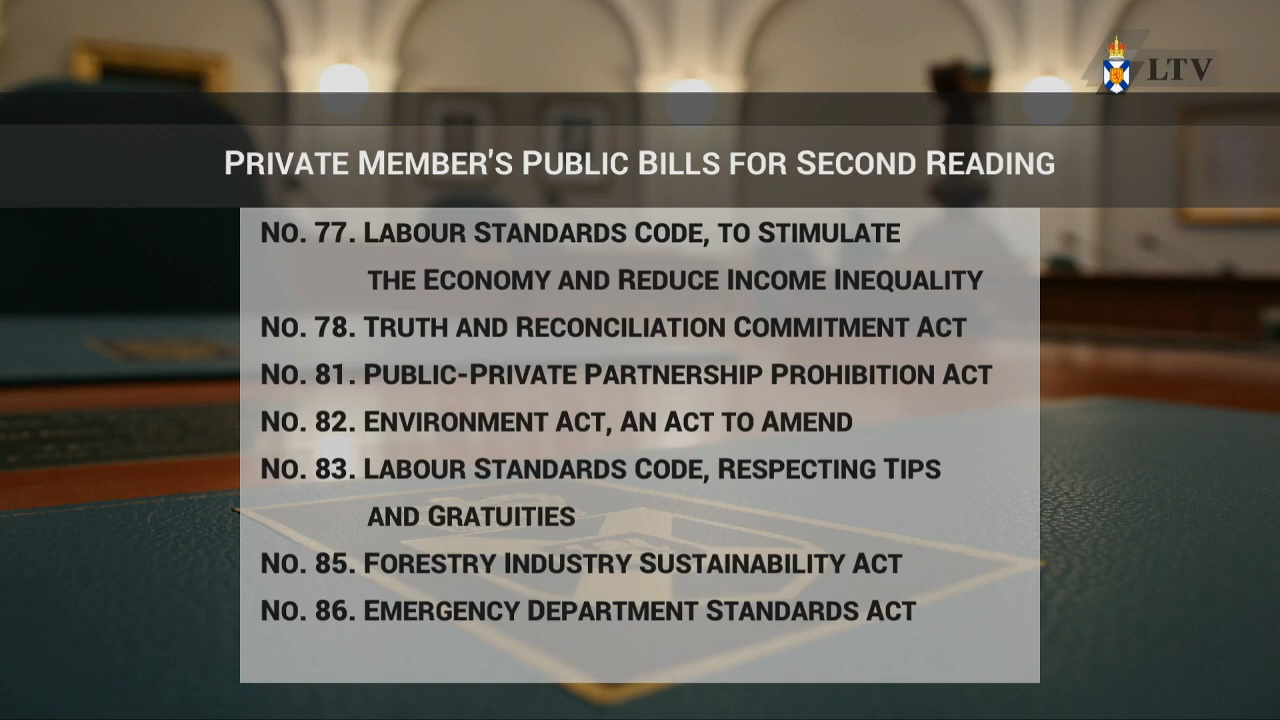 LTV
PRIVATE MEMBER'S PUBLIC BILLS FOR SECOND READING
NO. 77. LABOUR STANDARDS CODE, TO STIMULATE
THE ECONOMY AND REDUCE INCOME INEQUALITY
NO. 78. TRUTH AND RECONCILIATION COMMITMENT ACT
NO. 81. PUBLIC-PRIVATE PARTNERSHIP PROHIBITION ACT
NO. 82. ENVIRONMENT ACT, AN ACT TO AMEND
NO. 83. LABOUR STANDARDS CODE, RESPECTING TIPS
AND GRATUITIES
NO. 85. FORESTRY INDUSTRY SUSTAINABILITY ACT
NO. 86. EMERGENCY DEPARTMENT STANDARDS ACT